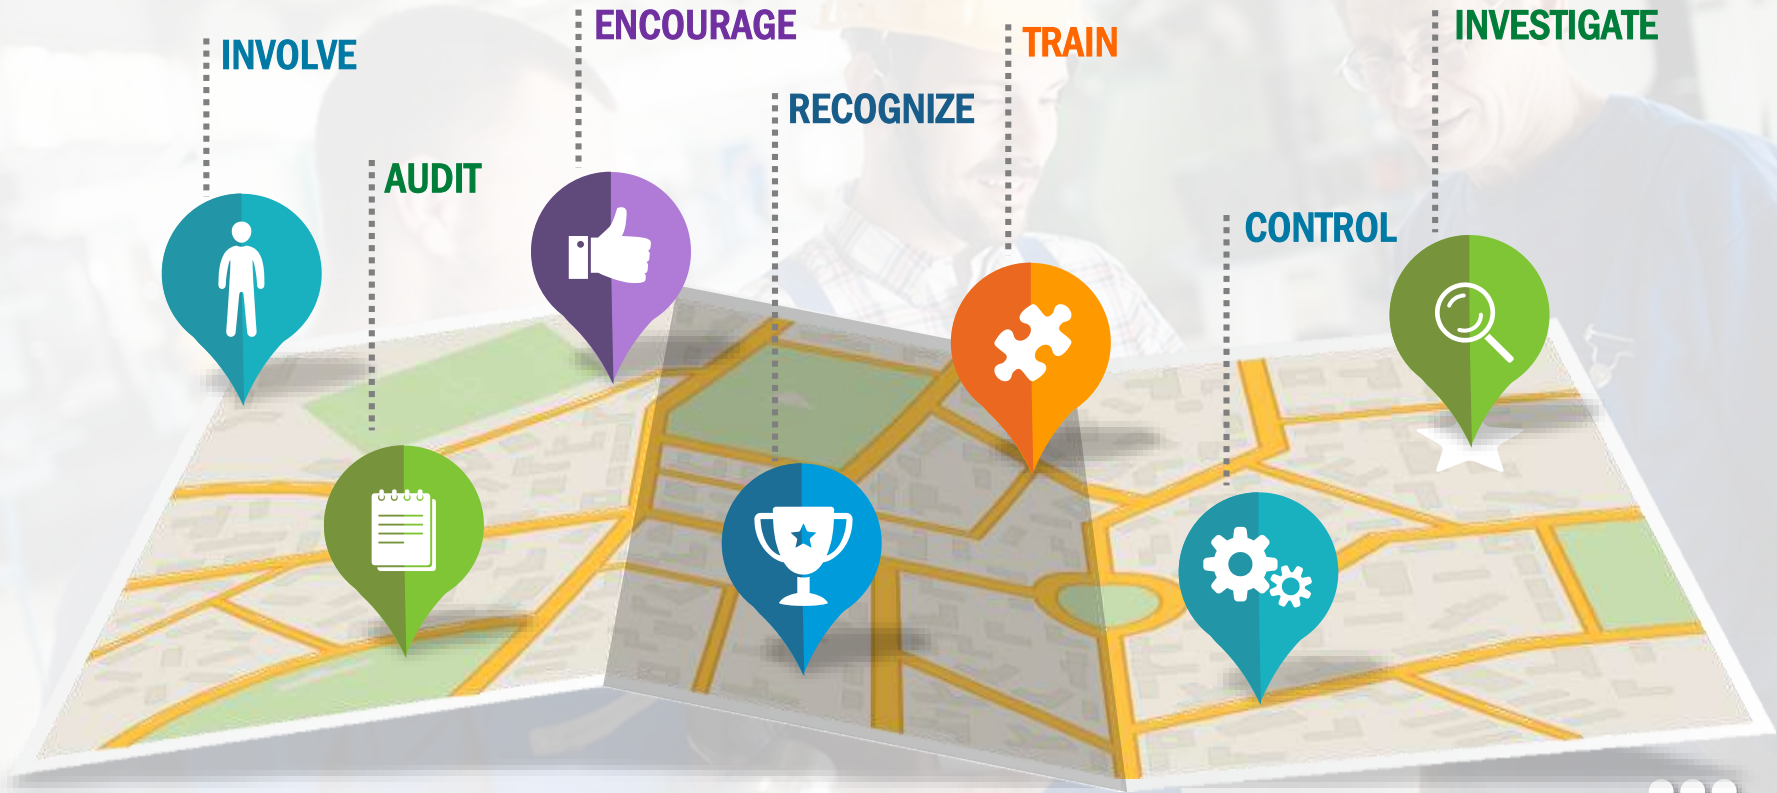 INVOLVE
AUDIT
ENCOURAGE
RECOGNIZE
TRAIN
CONTROL
INVESTIGATE